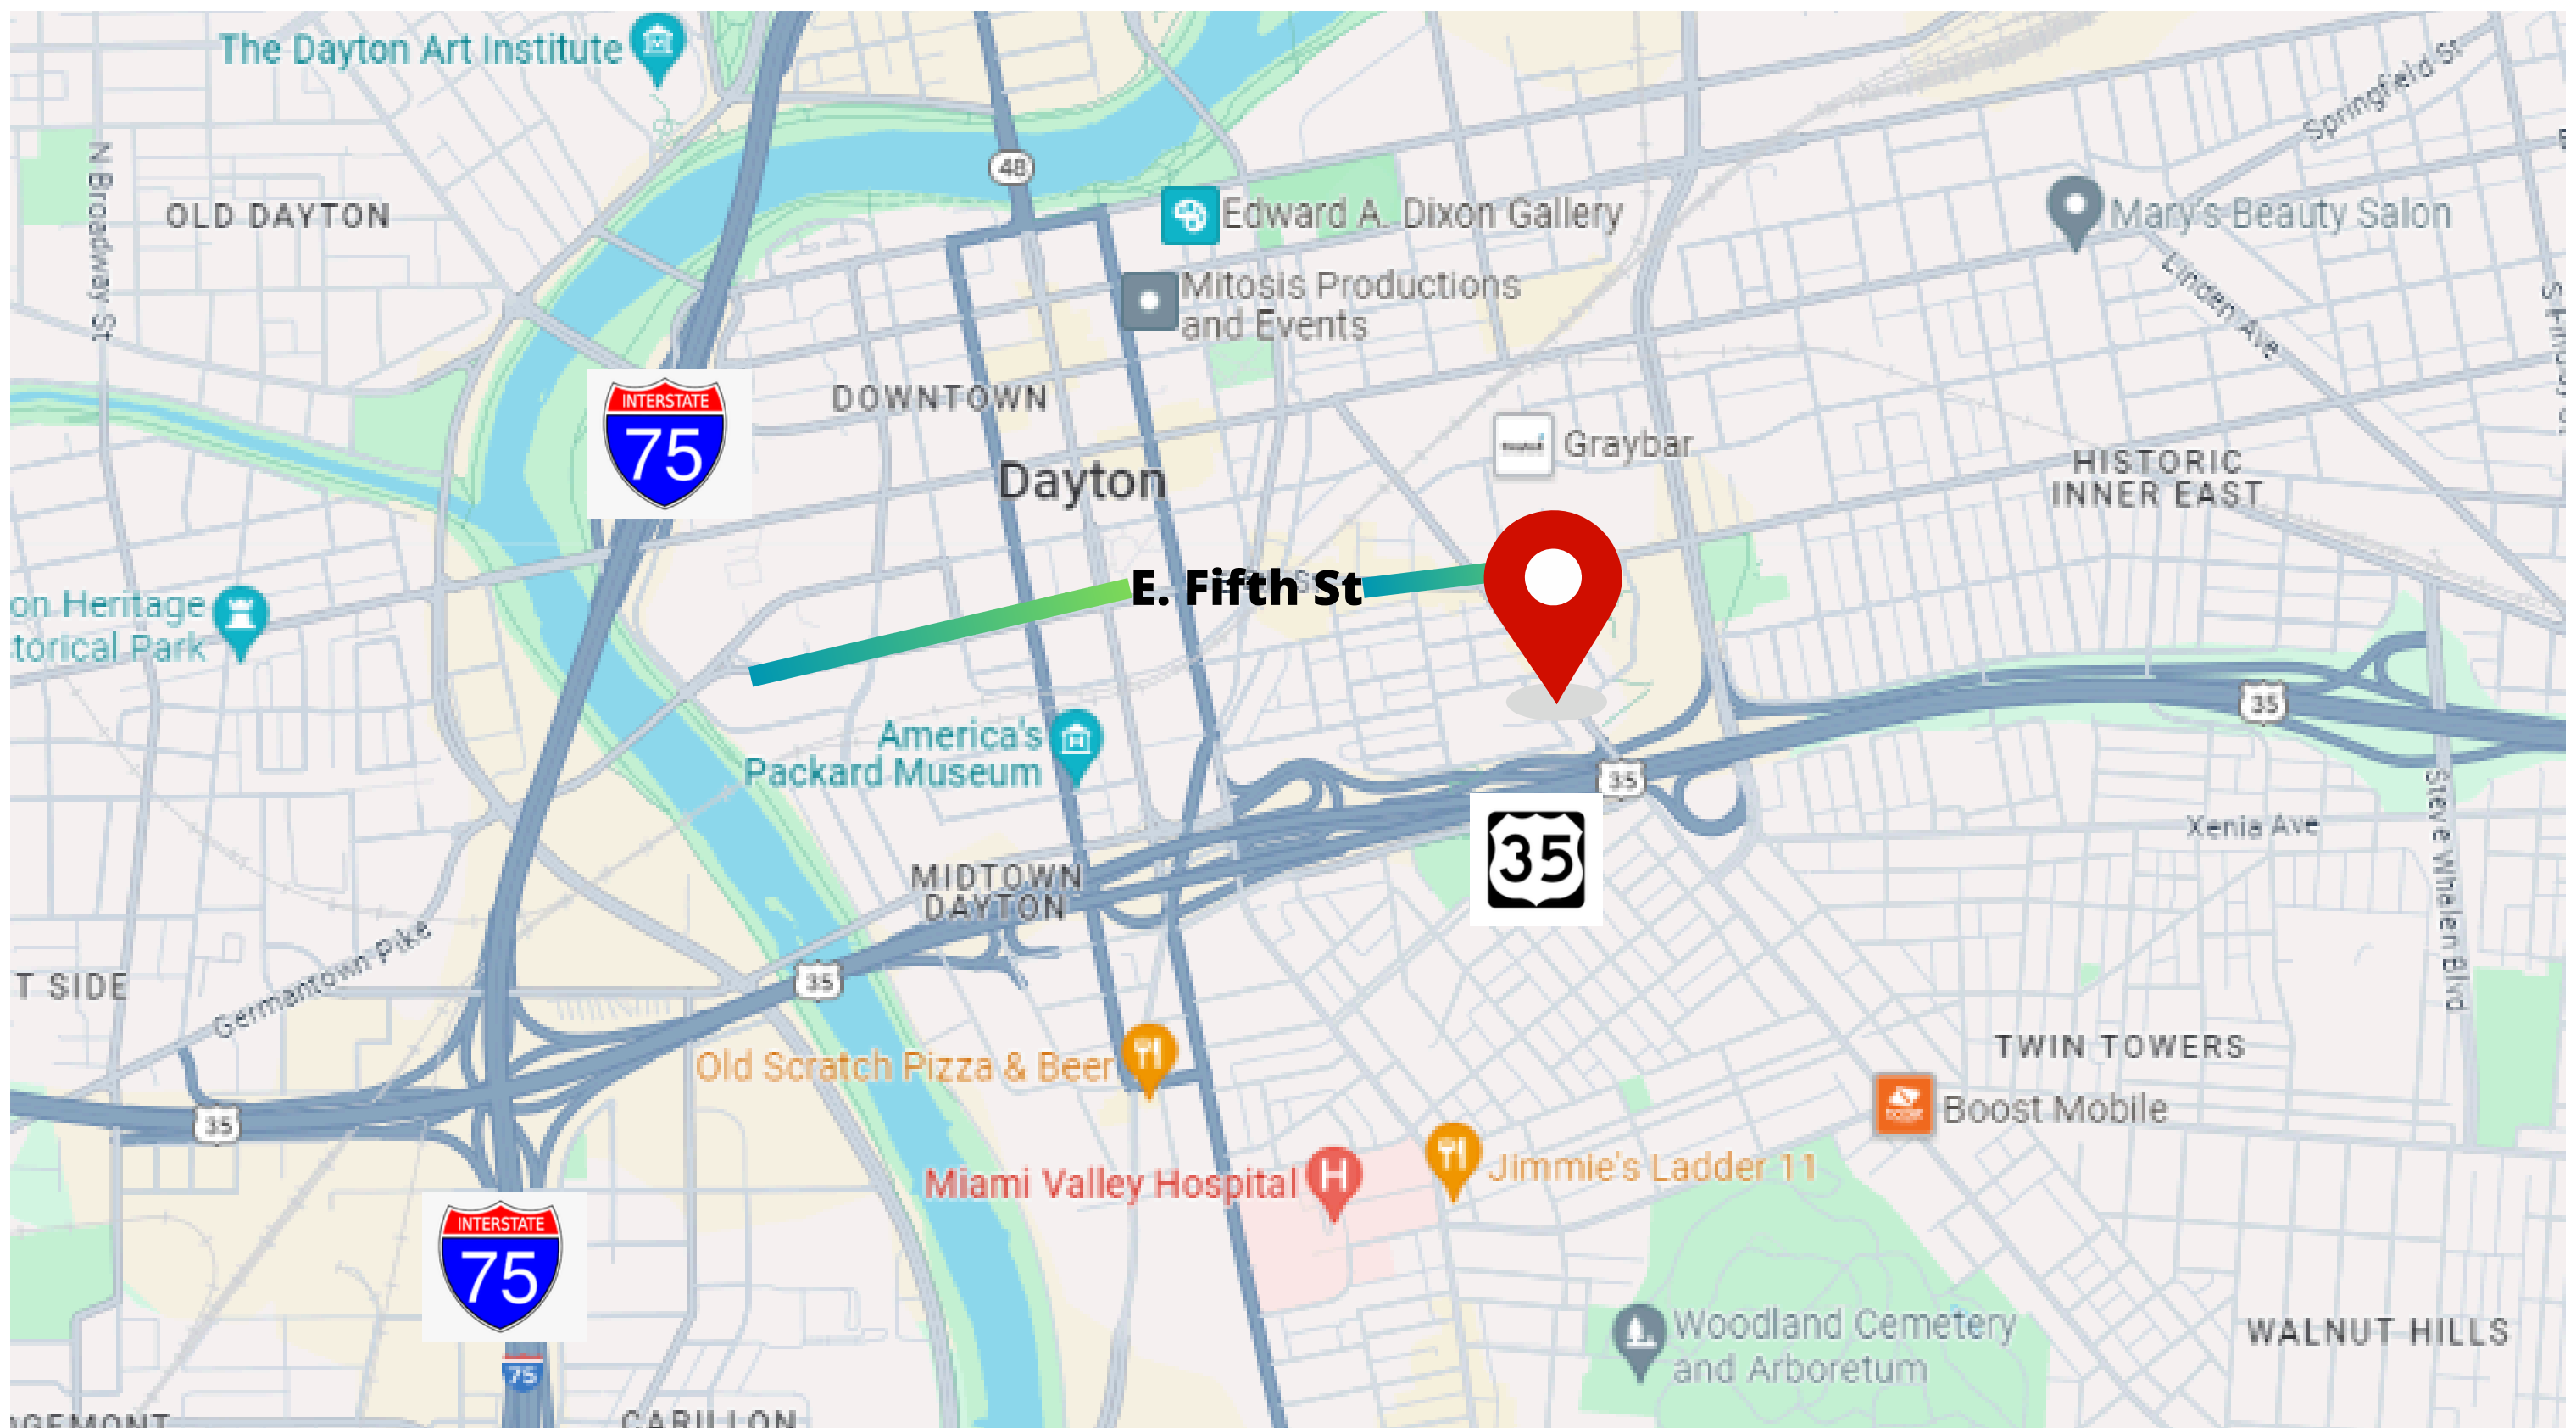 The Dayton Art Institute
Springfield St
N Broadway St
48
OLD DAYTON
Edward A. Dixon Gallery
Mary's Beauty Salon
Mitosis Productions
and Events
Linden Ave
INTERSTATE
75
DOWNTOWN
Graybar
Dayton
HISTORIC
INNER EAST
E. Fifth St
on Heritage
torical Park
35
America's
Packard Museum
35
35
Steve Whalen Blvd
Xenia Ave
MIDTOWN
DAYTON
Germantown Pike
T SIDE
35
TWIN TOWERS
Old Scratch Pizza & Beer
35
Boost Mobile
Miami Valley Hospital
H
Jimmie's Ladder 11
INTERSTATE
75
Woodland Cemetery
and Arboretum
WALNUT HILLS
75